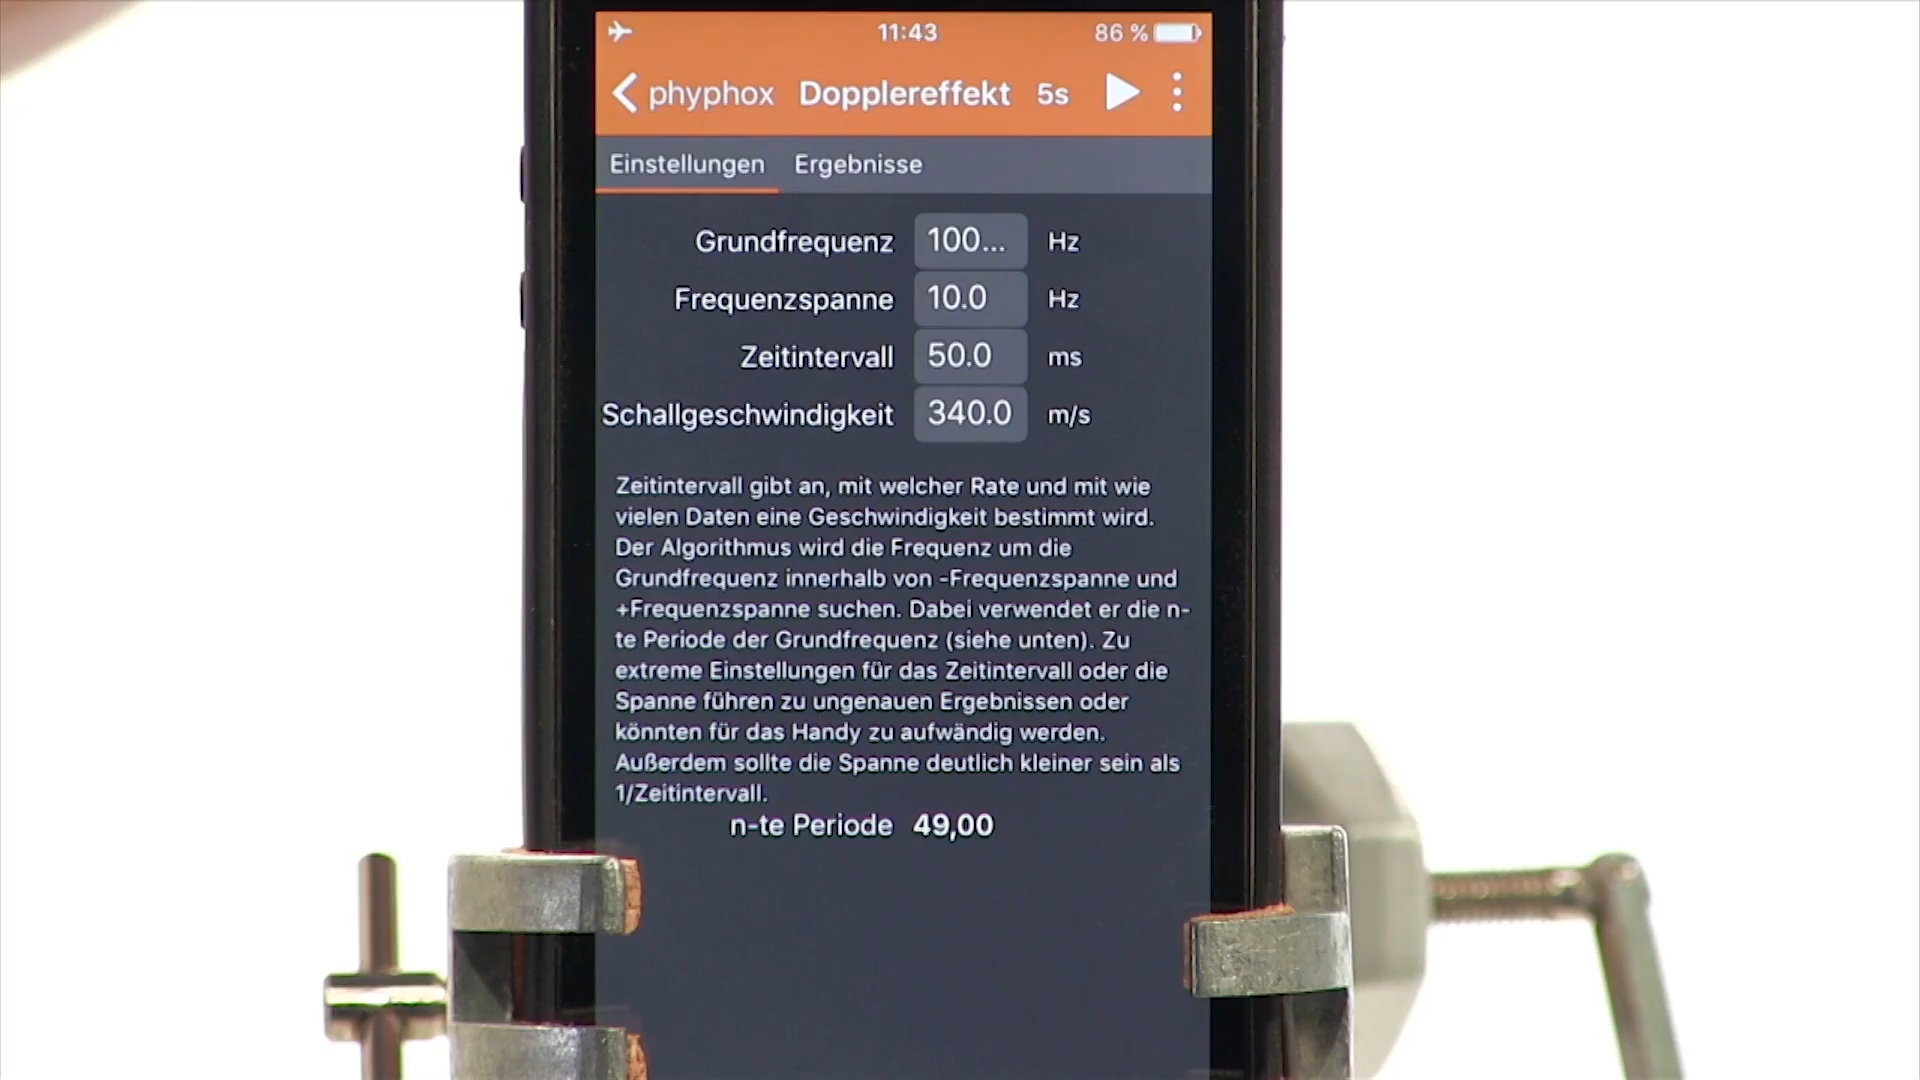 11:43 86 %
phyphox Dopplereffekt 5s
Einstellungen Ergebnisse
Grundfrequenz 100... Hz
Frequenzspanne 10.0 Hz
Zeitintervall 50.0 ms
Schallgeschwindigkeit 340.0 m/s
Zeitintervall gibt an, mit welcher Rate und mit wie
vielen Daten eine Geschwindigkeit bestimmt wird.
Der Algorithmus wird die Frequenz um die
Grundfrequenz innerhalb von -Frequenzspanne und
+Frequenzspanne suchen. Dabei verwendet er die n-
te Periode der Grundfrequenz (siehe unten). Zu
extreme Einstellungen für das Zeitintervall oder die
Spanne führen zu ungenauen Ergebnissen oder
könnten für das Handy zu aufwändig werden.
Außerdem sollte die Spanne deutlich kleiner sein als
1/Zeitintervall.
n-te Periode 49,00